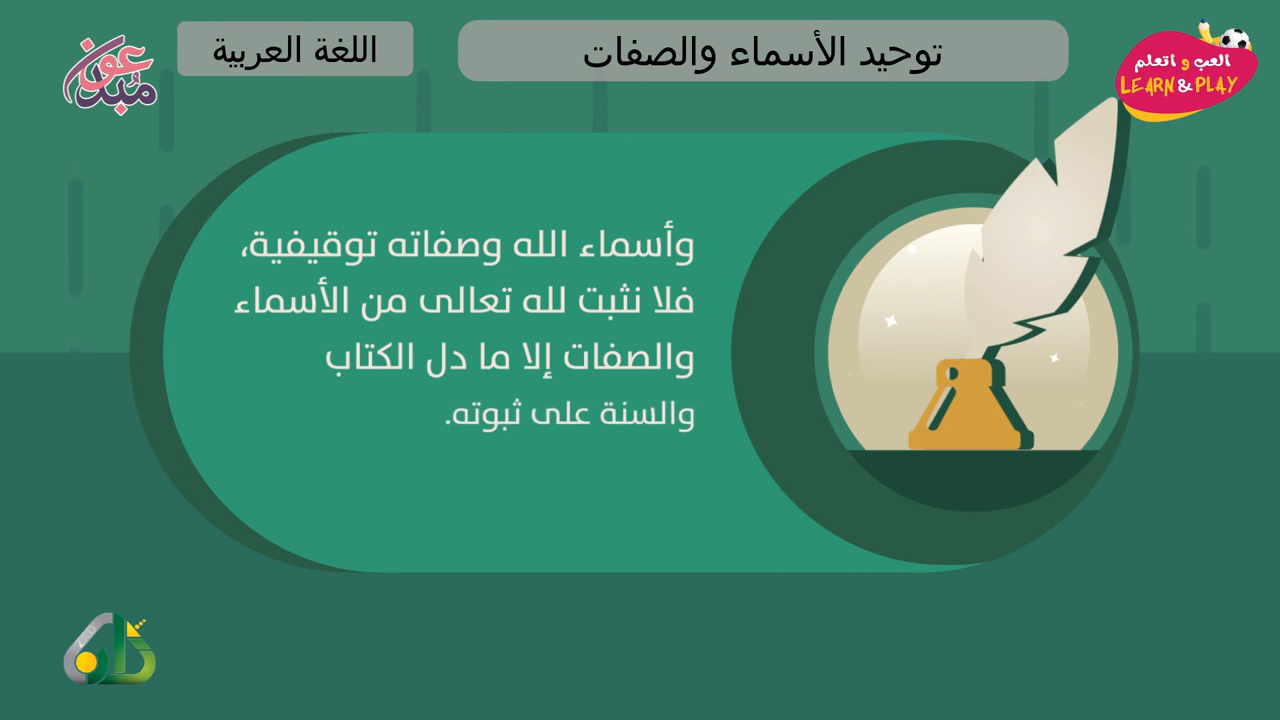 توحيد الأسماء والصفات
اللغة العربية
العب و اتعلم
LEARN & PLAY
مبدعون
وأسماء الله وصفاته توقيفية،
فلا نثبت لله تعالى من الأسماء
والصفات إلا ما دل الكتاب
والسنة على ثبوته.